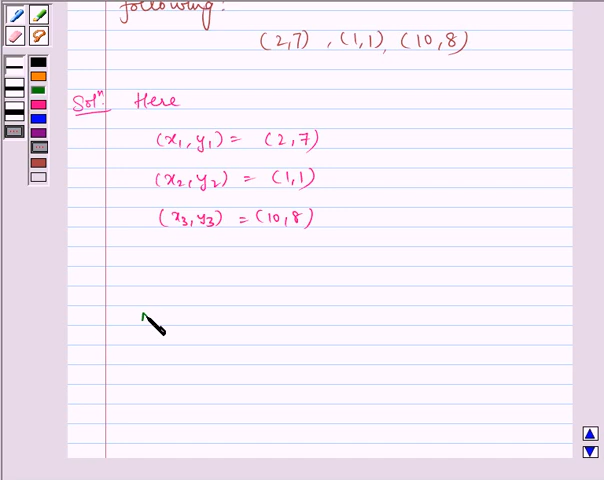 following:
(2,7) , (1,1), (10,8)
Solⁿ: Here
(x₁,y₁) = (2,7)
(x₂,y₂) = (1,1)
(x₃,y₃) = (10,8)